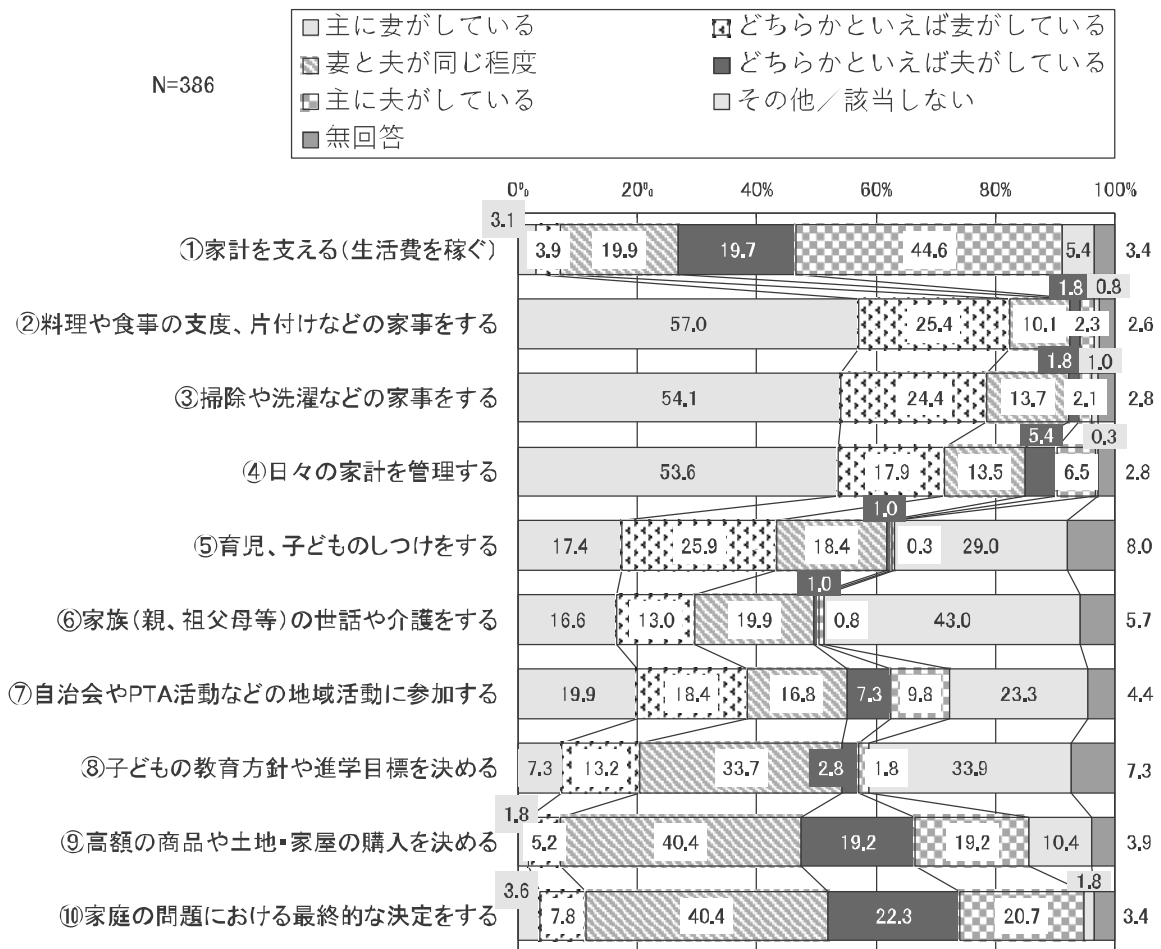 主に妻がしている どちらかといえば妻がしている
妻と夫が同じ程度 どちらかといえば夫がしている
N=386
主に夫がしている その他／該当しない
無回答
0% 20% 40% 60% 80% 100%
3.1
①家計を支える(生活費を稼ぐ) 3.9 19.9 19.7 44.6 5.4 3.4
1.8 0.8
②料理や食事の支度、片付けなどの家事をする 57.0 25.4 10.1 2.3 2.6
1.8 1.0
③掃除や洗濯などの家事をする 54.1 24.4 13.7 2.1 2.8
5.4 0.3
④日々の家計を管理する 53.6 17.9 13.5 6.5 2.8
1.0
⑤育児、子どものしつけをする 17.4 25.9 18.4 0.3 29.0 8.0
1.0
⑥家族(親、祖父母等)の世話や介護をする 16.6 13.0 19.9 0.8 43.0 5.7
⑦自治会やPTA活動などの地域活動に参加する 19.9 18.4 16.8 7.3 9.8 23.3 4.4
⑧子どもの教育方針や進学目標を決める 7.3 13.2 33.7 2.8 1.8 33.9 7.3
1.8
⑨高額の商品や土地・家屋の購入を決める 5.2 40.4 19.2 19.2 10.4 3.9
3.6 1.8
⑩家庭の問題における最終的な決定をする 7.8 40.4 22.3 20.7 3.4